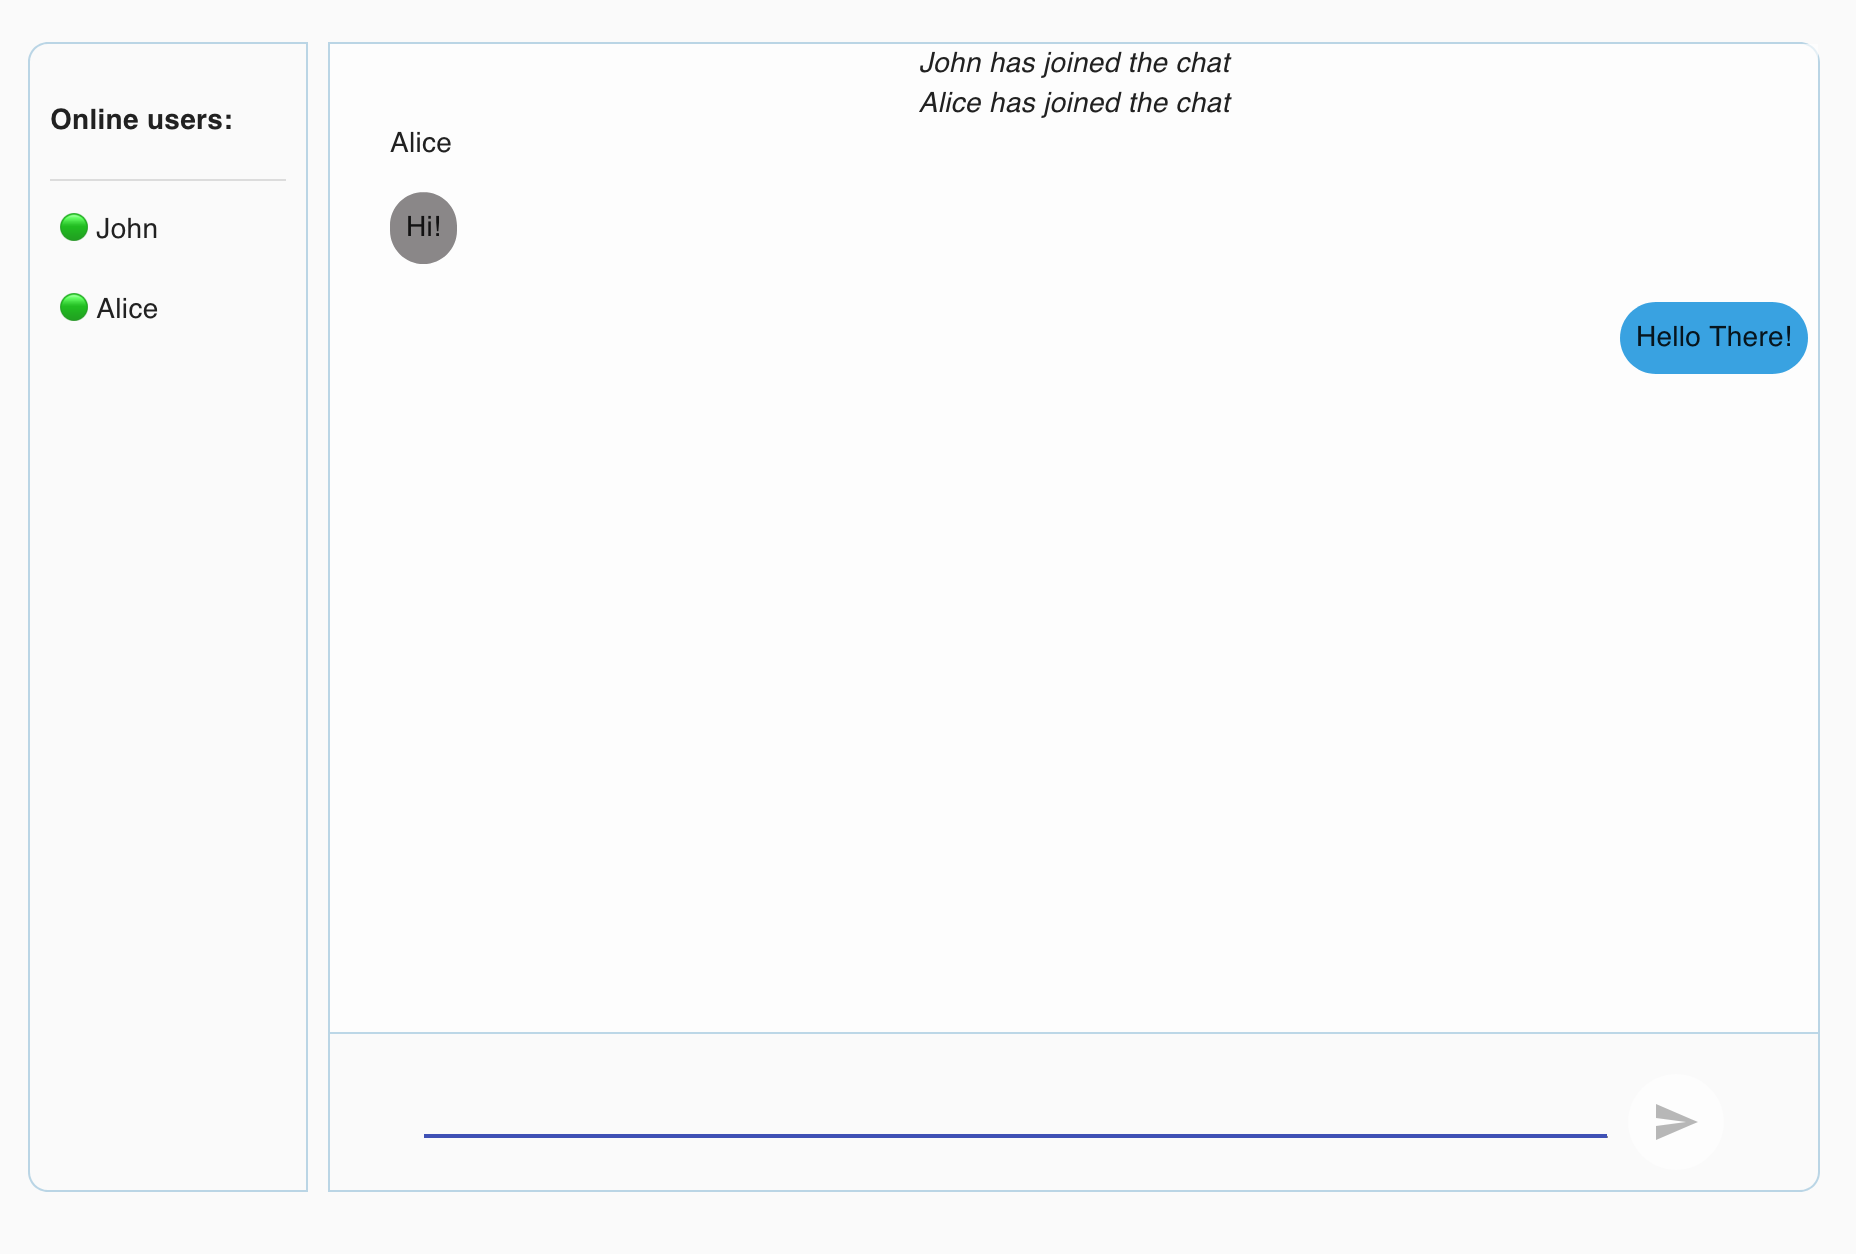 Online users:
John
Alice
John has joined the chat
Alice has joined the chat
Alice
Hi!
Hello There!